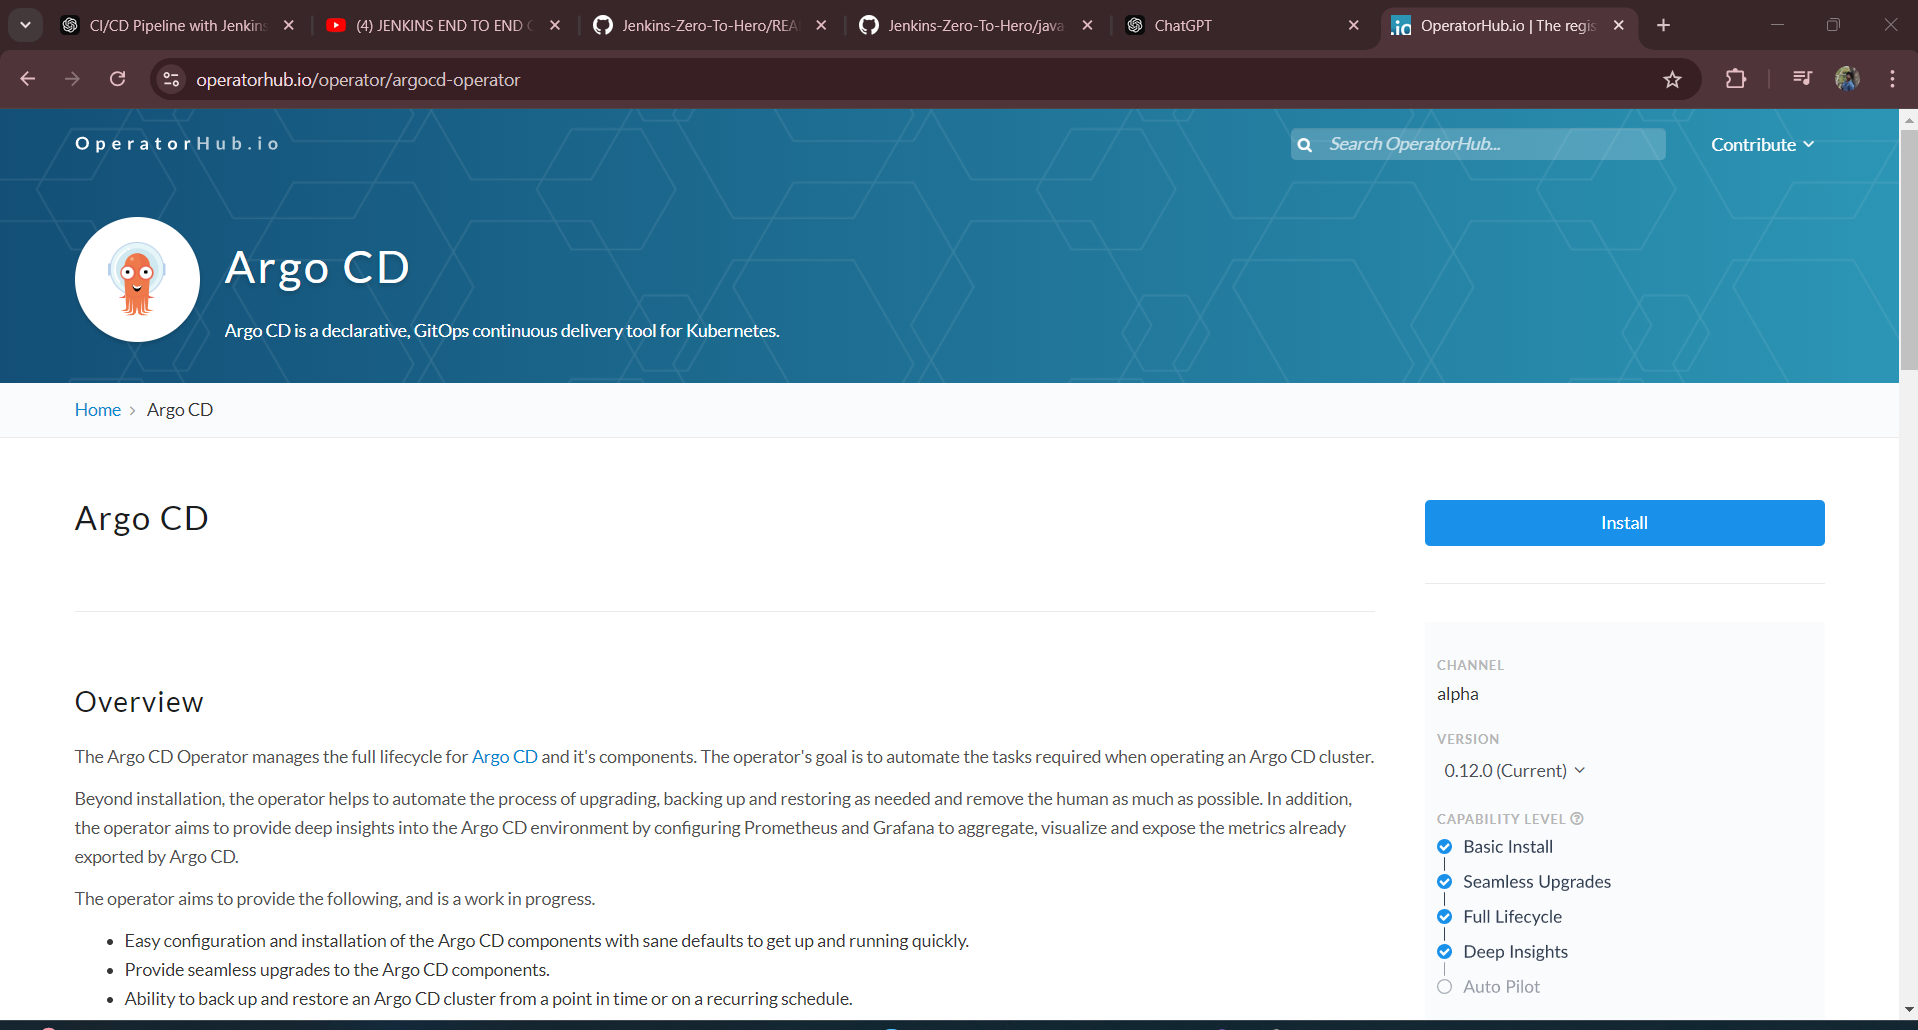 CI/CD Pipeline with Jenkins
(4) JENKINS END TO END
Jenkins-Zero-To-Hero/REA
Jenkins-Zero-To-Hero/java
ChatGPT
.io OperatorHub.io | The regis
operatorhub.io/operator/argocd-operator
OperatorHub.io
Search OperatorHub...
Contribute
Argo CD
Argo CD is a declarative, GitOps continuous delivery tool for Kubernetes.
Home › Argo CD
Argo CD
Install
Overview
The Argo CD Operator manages the full lifecycle for Argo CD and it's components. The operator's goal is to automate the tasks required when operating an Argo CD cluster.
Beyond installation, the operator helps to automate the process of upgrading, backing up and restoring as needed and remove the human as much as possible. In addition,
the operator aims to provide deep insights into the Argo CD environment by configuring Prometheus and Grafana to aggregate, visualize and expose the metrics already
exported by Argo CD.
The operator aims to provide the following, and is a work in progress.
• Easy configuration and installation of the Argo CD components with sane defaults to get up and running quickly.
• Provide seamless upgrades to the Argo CD components.
• Ability to back up and restore an Argo CD cluster from a point in time or on a recurring schedule.
CHANNEL
alpha
VERSION
0.12.0 (Current)
CAPABILITY LEVEL
Basic Install
Seamless Upgrades
Full Lifecycle
Deep Insights
Auto Pilot